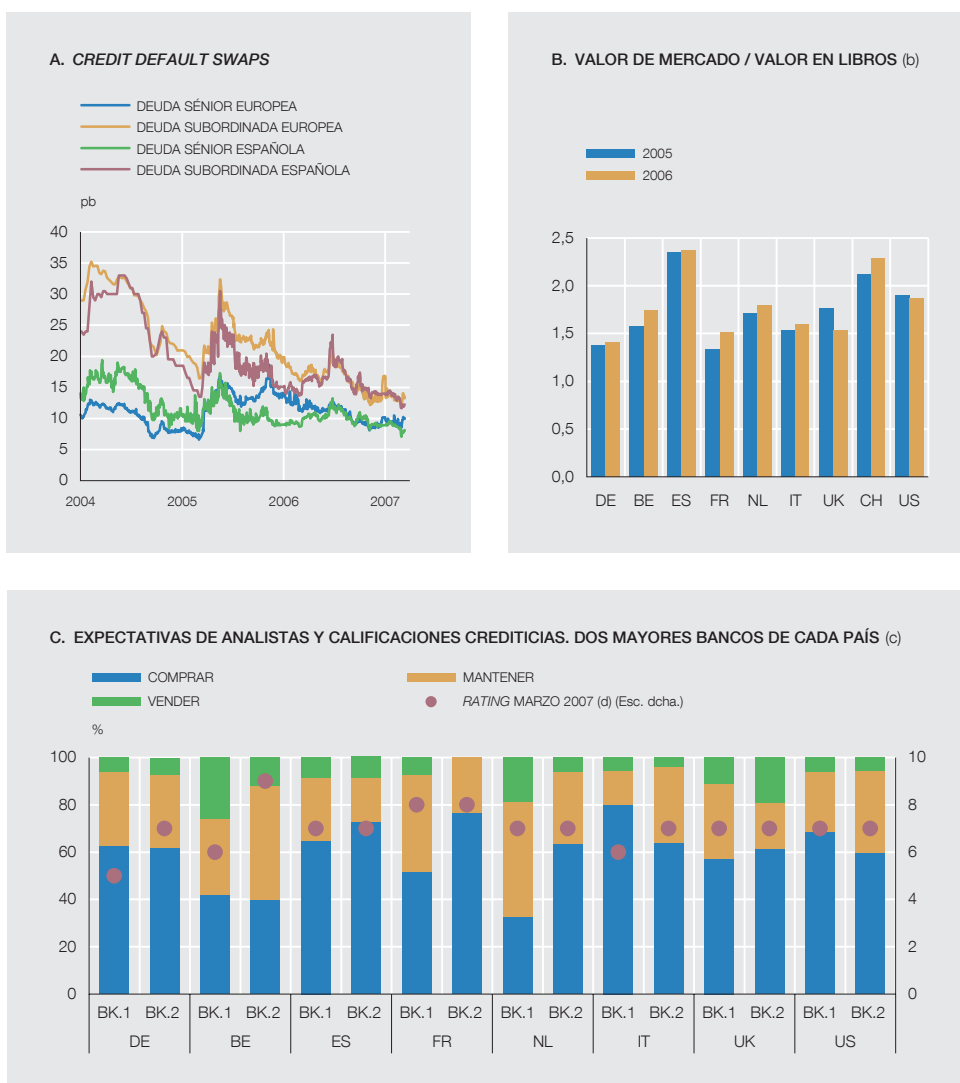 A. CREDIT DEFAULT SWAPS
DEUDA SÉNIOR EUROPEA
DEUDA SUBORDINADA EUROPEA
DEUDA SÉNIOR ESPAÑOLA
DEUDA SUBORDINADA ESPAÑOLA
pb
40
35
30
25
20
15
10
5
0
2004 2005 2006 2007
B. VALOR DE MERCADO / VALOR EN LIBROS (b)
2005
2006
2,5
2,0
1,5
1,0
0,5
0,0
DE BE ES FR NL IT UK CH US
C. EXPECTATIVAS DE ANALISTAS Y CALIFICACIONES CREDITICIAS. DOS MAYORES BANCOS DE CADA PAÍS (c)
COMPRAR MANTENER
VENDER RATING MARZO 2007 (d) (Esc. dcha.)
%
100 10
80 8
60 6
40 4
20 2
0 0
BK.1 BK.2 BK.1 BK.2 BK.1 BK.2 BK.1 BK.2 BK.1 BK.2 BK.1 BK.2 BK.1 BK.2 BK.1 BK.2
DE BE ES FR NL IT UK US